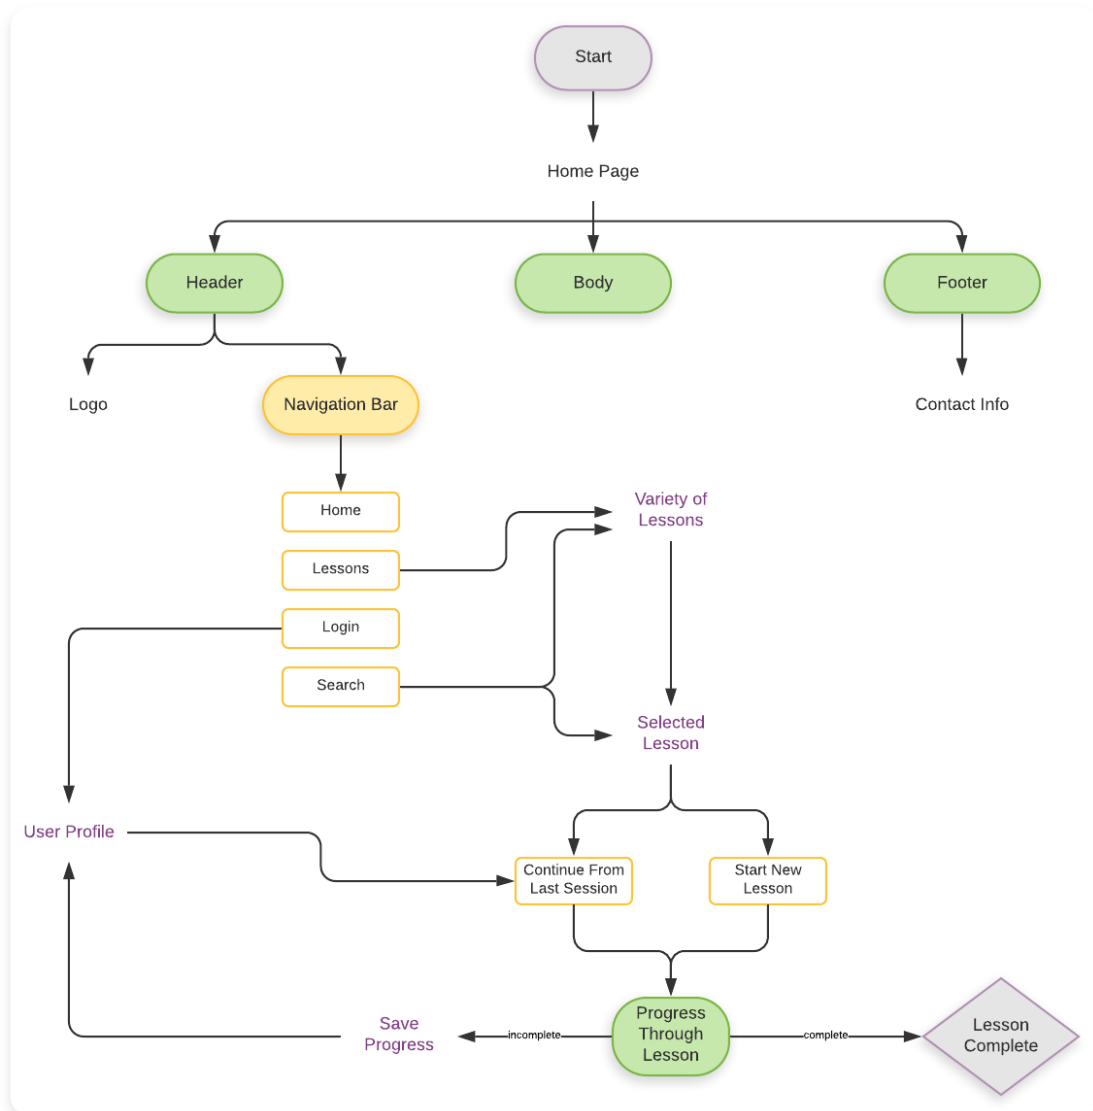 Start
Home Page
Header
Body
Footer
Logo
Navigation Bar
Contact Info
Home
Lessons
Login
Search
Variety of
Lessons
Selected
Lesson
User Profile
Continue From
Last Session
Start New
Lesson
Save
Progress
incomplete
Progress
Through
Lesson
complete
Lesson
Complete